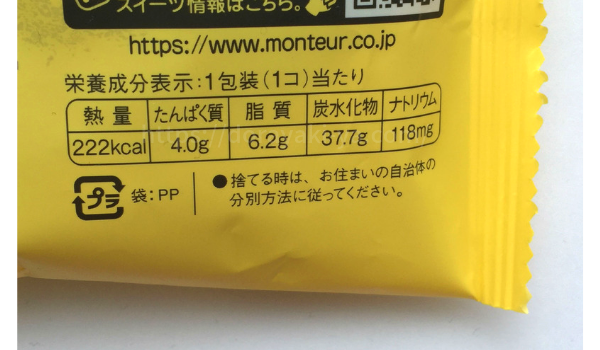 スイーツ情報はこちら。
https://www.monteur.co.jp
栄養成分表示:1包装(1コ)当たり
熱量 たんぱく質 脂質 炭水化物 ナトリウム
222kcal 4.0g 6.2g 37.7g 118mg
プラ 袋:PP
●捨てる時は、お住まいの自治体の
分別方法に従ってください。